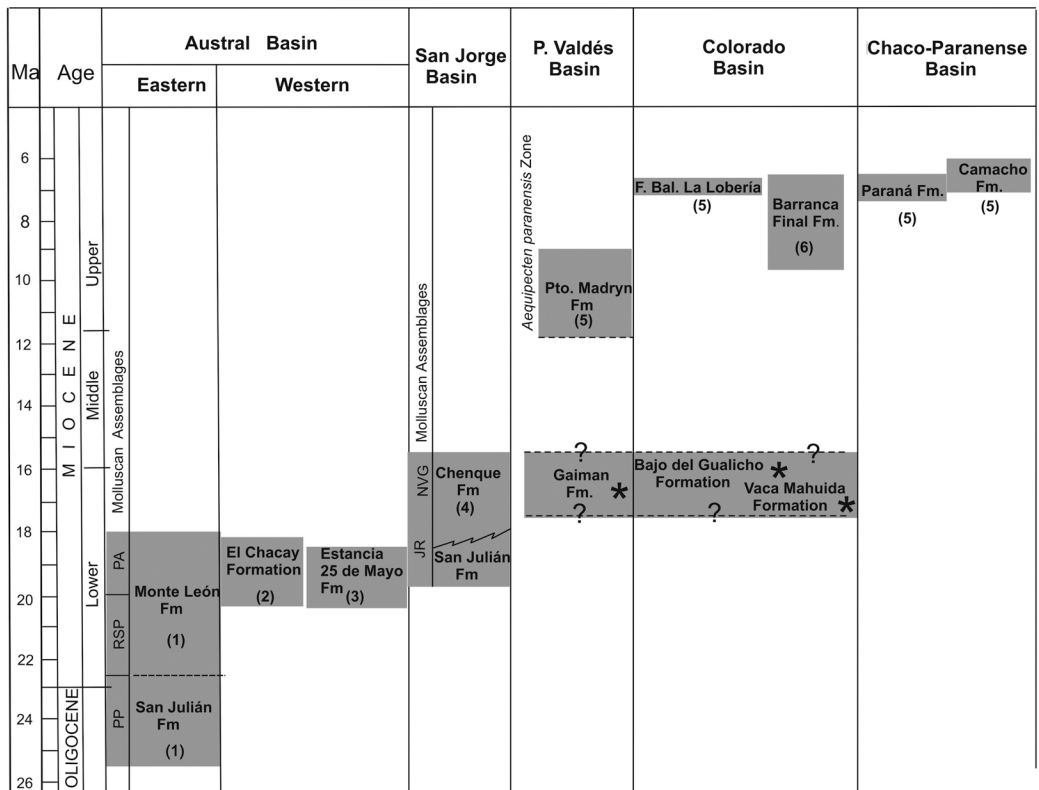 Ma
Age
Austral Basin
Eastern
Western
San Jorge
Basin
P. Valdés
Basin
Colorado
Basin
Chaco-Paranense
Basin
6
8
10
12
14
16
18
20
22
24
26
MIOCENE
OLIGOCENE
Upper
Middle
Lower
Molluscan Assemblages
PA
RSP
PP
Monte León
Fm
(1)
San Julián
Fm
(1)
El Chacay
Formation
(2)
Estancia
25 de Mayo
Fm
(3)
Molluscan Assemblages
NVG
JR
Chenque
Fm
(4)
San Julián
Fm
Aequipecten paranensis Zone
Pto. Madryn
Fm
(5)
?
Gaiman
Fm. *
?
F. Bal. La Lobería
(5)
Barranca
Final Fm.
(6)
?
Bajo del Gualicho
Formation *
Vaca Mahuida
Formation *
?
Paraná Fm.
(5)
Camacho
Fm.
(5)